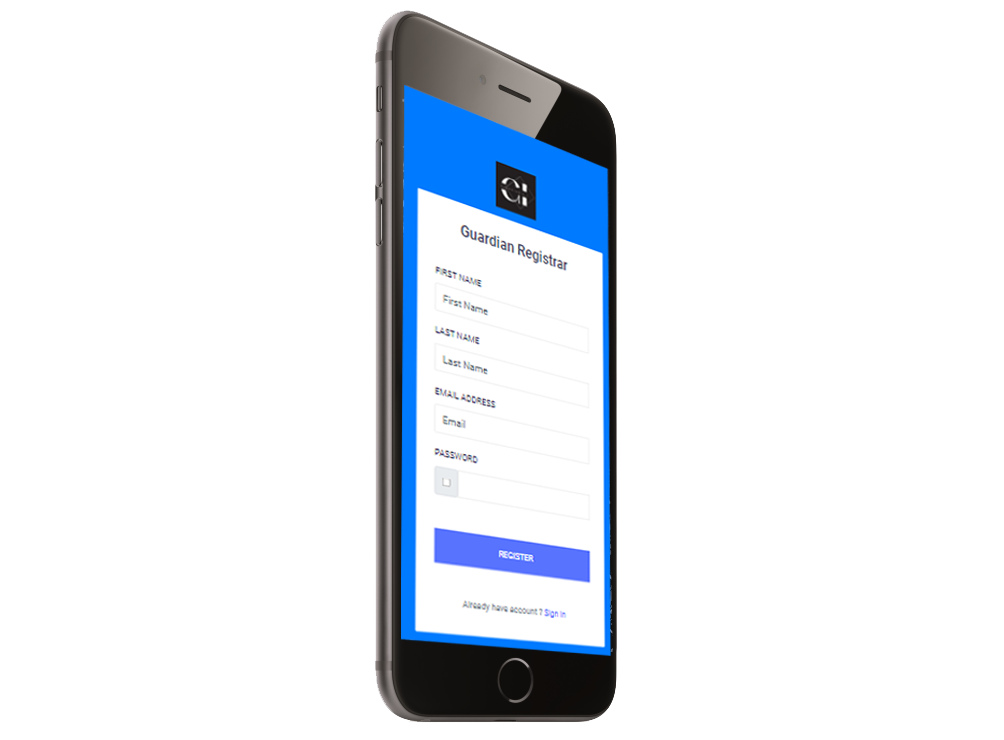 Guardian Registrar
FIRST NAME
First Name
LAST NAME
Last Name
EMAIL ADDRESS
Email
PASSWORD
REGISTER
Already have account ? Sign In